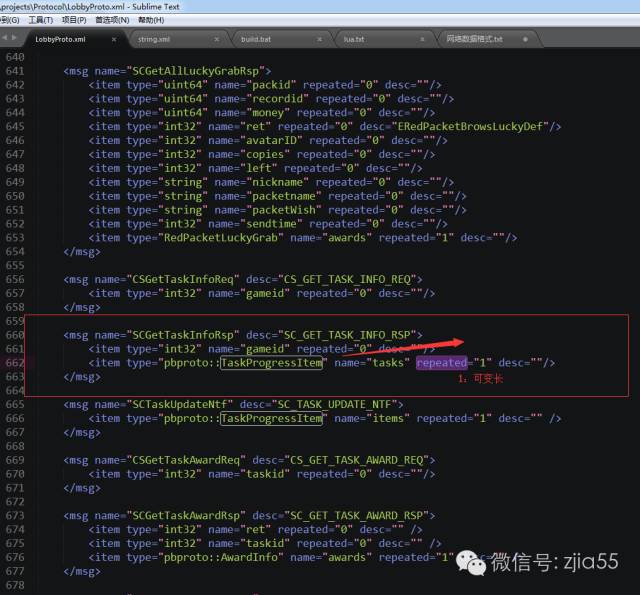 \projects\Protocol\LobbyProto.xml - Sublime Text
到(G) 工具(T) 项目(P) 首选项(N) 帮助(H)
LobbyProto.xml × string.xml × build.bat × lua.txt × 网络数据格式.txt
640
641 <msg name="SCGetAllLuckyGrabRsp">
642 <item type="uint64" name="packid" repeated="0" desc=""/>
643 <item type="uint64" name="recordid" repeated="0" desc=""/>
644 <item type="uint64" name="money" repeated="0" desc=""/>
645 <item type="int32" name="ret" repeated="0" desc="ERedPacketBrowsLuckyDef"/>
646 <item type="int32" name="avatarID" repeated="0" desc=""/>
647 <item type="int32" name="copies" repeated="0" desc=""/>
648 <item type="int32" name="left" repeated="0" desc=""/>
649 <item type="string" name="nickname" repeated="0" desc=""/>
650 <item type="string" name="packetname" repeated="0" desc=""/>
651 <item type="string" name="packetWish" repeated="0" desc=""/>
652 <item type="int32" name="sendtime" repeated="0" desc=""/>
653 <item type="RedPacketLuckyGrab" name="awards" repeated="1" desc=""/>
654 </msg>
655
656 <msg name="CSGetTaskInfoReq" desc="CS_GET_TASK_INFO_REQ">
657 <item type="int32" name="gameid" repeated="0" desc=""/>
658 </msg>
659
660 <msg name="SCGetTaskInfoRsp" desc="SC_GET_TASK_INFO_RSP">
661 <item type="int32" name="gameid" repeated="0" desc=""/>
662 <item type="pbproto::TaskProgressItem" name="tasks" repeated="1" desc=""/>
663 </msg>
1：可变长
664
665 <msg name="SCTaskUpdateNtf" desc="SC_TASK_UPDATE_NTF">
666 <item type="pbproto::TaskProgressItem" name="items" repeated="1" desc="" />
667 </msg>
668
669 <msg name="CSGetTaskAwardReq" desc="CS_GET_TASK_AWARD_REQ">
670 <item type="int32" name="taskid" repeated="0" desc=""/>
671 </msg>
672
673 <msg name="SCGetTaskAwardRsp" desc="SC_GET_TASK_AWARD_RSP">
674 <item type="int32" name="ret" repeated="0" desc="" />
675 <item type="int32" name="taskid" repeated="0" desc="" />
676 <item type="pbproto::AwardInfo" name="awards" repeated="1" desc="" />
677 </msg>
678
微信号: zjia55